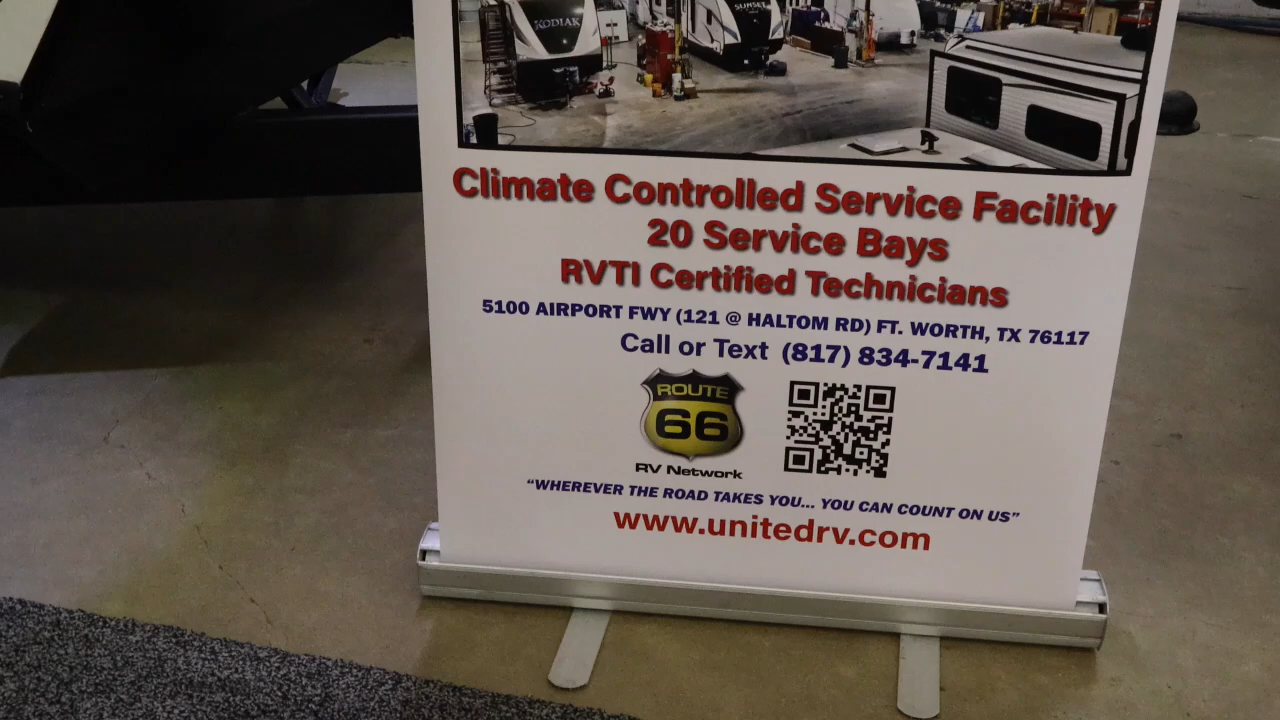 KODIAK
SUNSET
Climate Controlled Service Facility
20 Service Bays
RVTI Certified Technicians
5100 AIRPORT FWY (121 @ HALTOM RD) FT. WORTH, TX 76117
Call or Text (817) 834-7141
ROUTE
66
RV Network
“WHEREVER THE ROAD TAKES YOU... YOU CAN COUNT ON US”
www.unitedrv.com